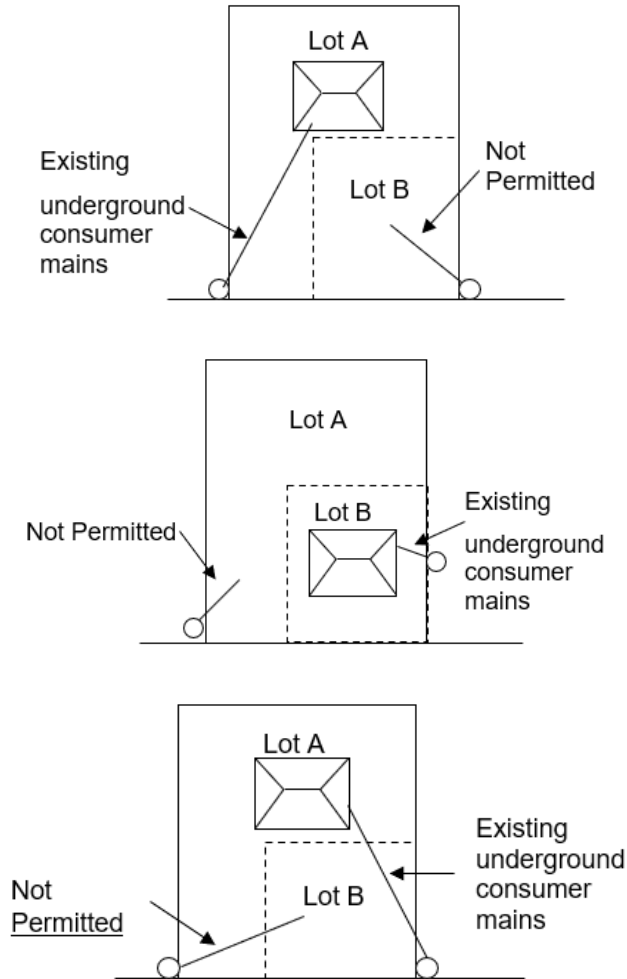 Lot A
Existing
underground
consumer
mains
Lot B
Not
Permitted
Lot A
Not Permitted
Lot B
Existing
underground
consumer
mains
Lot A
Existing
underground
consumer
mains
Not
Permitted
Lot B